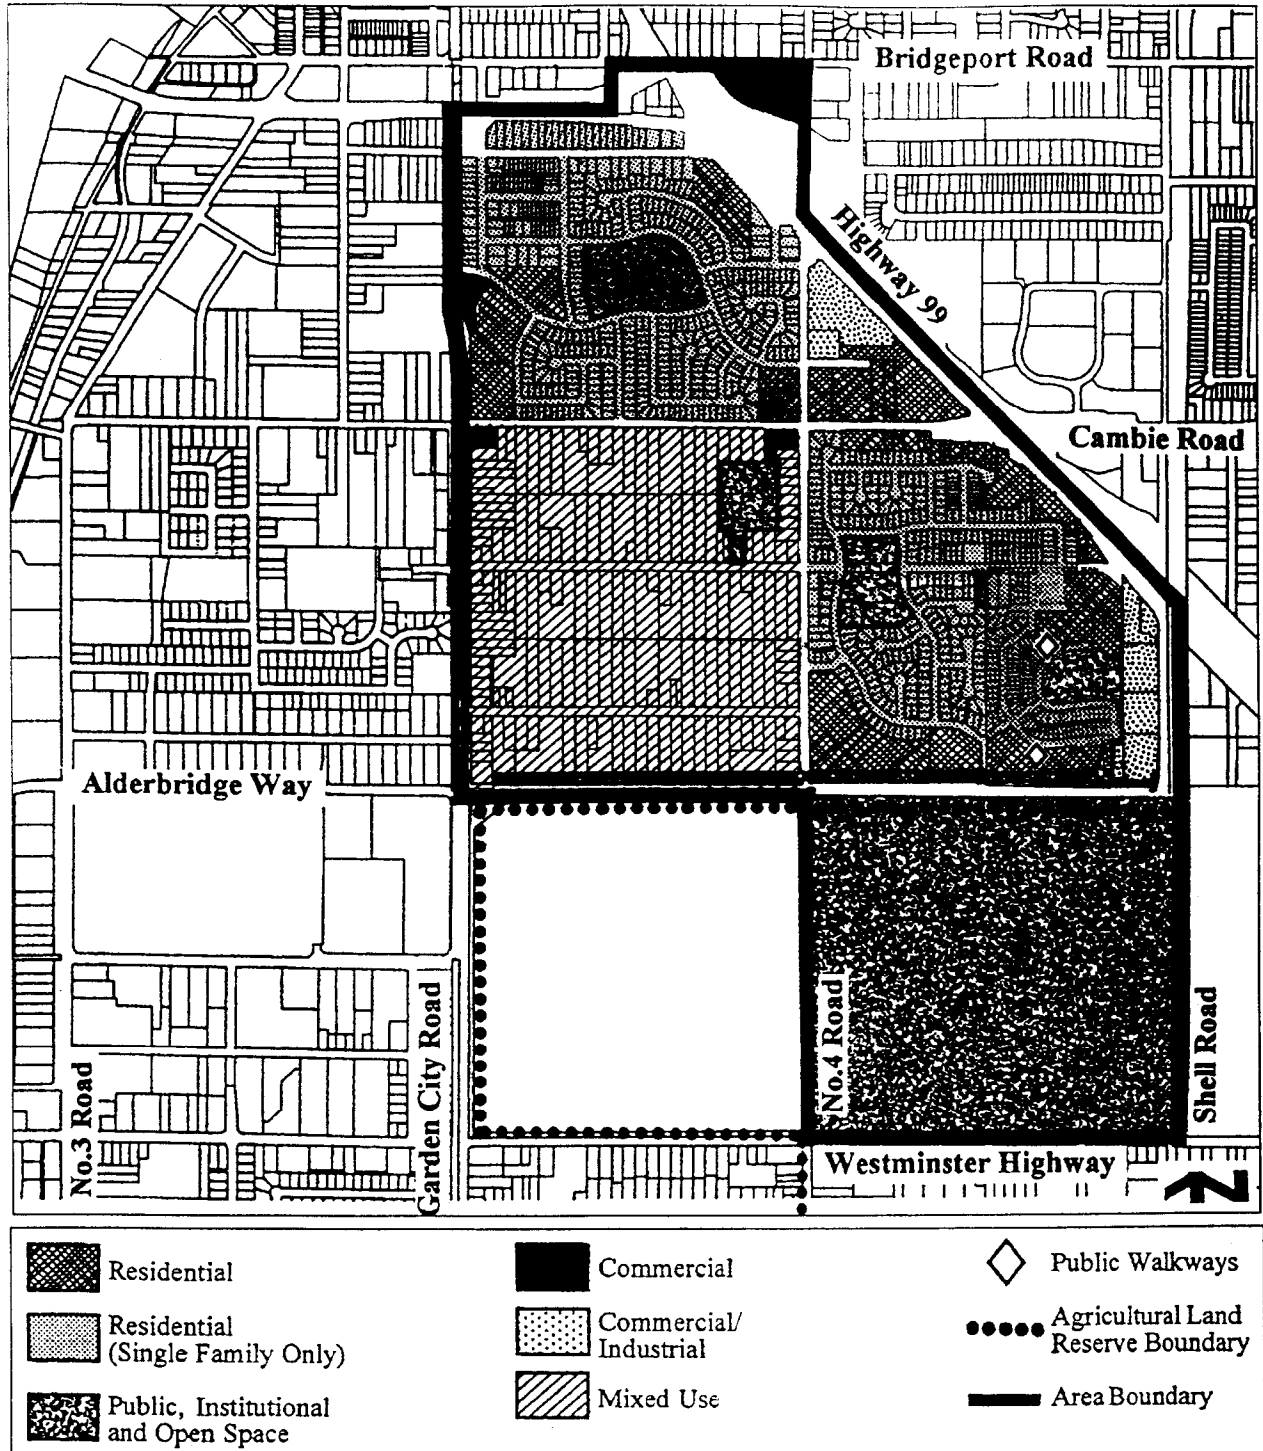 Bridgeport Road
Highway 99
Cambie Road
Alderbridge Way
No.3 Road
Garden City Road
No.4 Road
Shell Road
Westminster Highway
N
Residential
Residential
(Single Family Only)
Public, Institutional
and Open Space
Commercial
Commercial/
Industrial
Mixed Use
Public Walkways
Agricultural Land
Reserve Boundary
Area Boundary